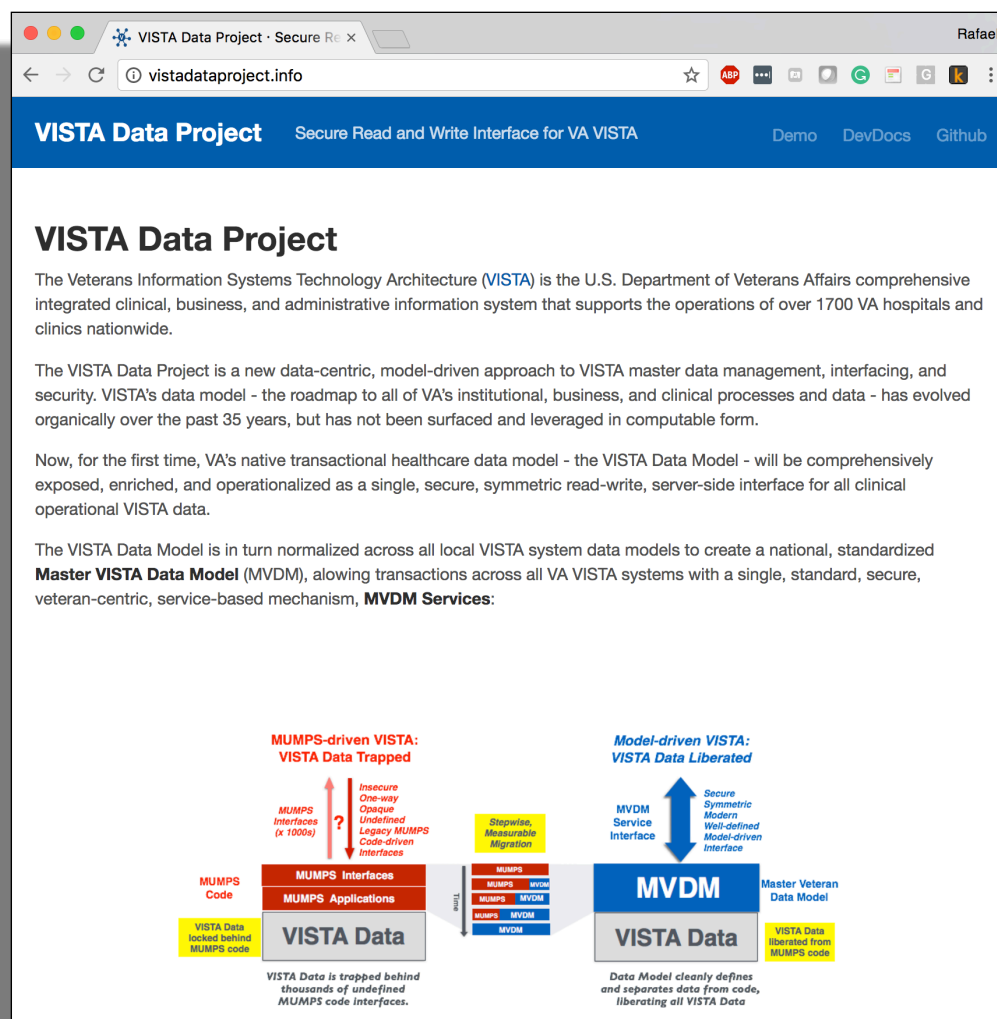 VISTA Data Project · Secure Re ×
Rafael
vistadataproject.info
ABP
G
G
k
VISTA Data Project
Secure Read and Write Interface for VA VISTA
Demo DevDocs Github
VISTA Data Project
The Veterans Information Systems Technology Architecture (VISTA) is the U.S. Department of Veterans Affairs comprehensive
integrated clinical, business, and administrative information system that supports the operations of over 1700 VA hospitals and
clinics nationwide.
The VISTA Data Project is a new data-centric, model-driven approach to VISTA master data management, interfacing, and
security. VISTA's data model - the roadmap to all of VA's institutional, business, and clinical processes and data - has evolved
organically over the past 35 years, but has not been surfaced and leveraged in computable form.
Now, for the first time, VA's native transactional healthcare data model - the VISTA Data Model - will be comprehensively
exposed, enriched, and operationalized as a single, secure, symmetric read-write, server-side interface for all clinical
operational VISTA data.
The VISTA Data Model is in turn normalized across all local VISTA system data models to create a national, standardized
Master VISTA Data Model (MVDM), alowing transactions across all VA VISTA systems with a single, standard, secure,
veteran-centric, service-based mechanism, MVDM Services:
MUMPS-driven VISTA:
VISTA Data Trapped
MUMPS
Interfaces
(x 1000s)
?
Insecure
One-way
Opaque
Undefined
Legacy MUMPS
Code-driven
Interfaces
MUMPS
Code
MUMPS Interfaces
MUMPS Applications
VISTA Data
locked behind
MUMPS code
VISTA Data
VISTA Data is trapped behind
thousands of undefined
MUMPS code interfaces.
Stepwise,
Measurable
Migration
Time
MUMPS
MUMPS MVDM
MUMPS MVDM
MUMPS MVDM
MVDM
Model-driven VISTA:
VISTA Data Liberated
MVDM
Service
Interface
Secure
Symmetric
Modern
Well-defined
Model-driven
Interface
MVDM
Master Veteran
Data Model
VISTA Data
VISTA Data
liberated from
MUMPS code
Data Model cleanly defines
and separates data from code,
liberating all VISTA Data